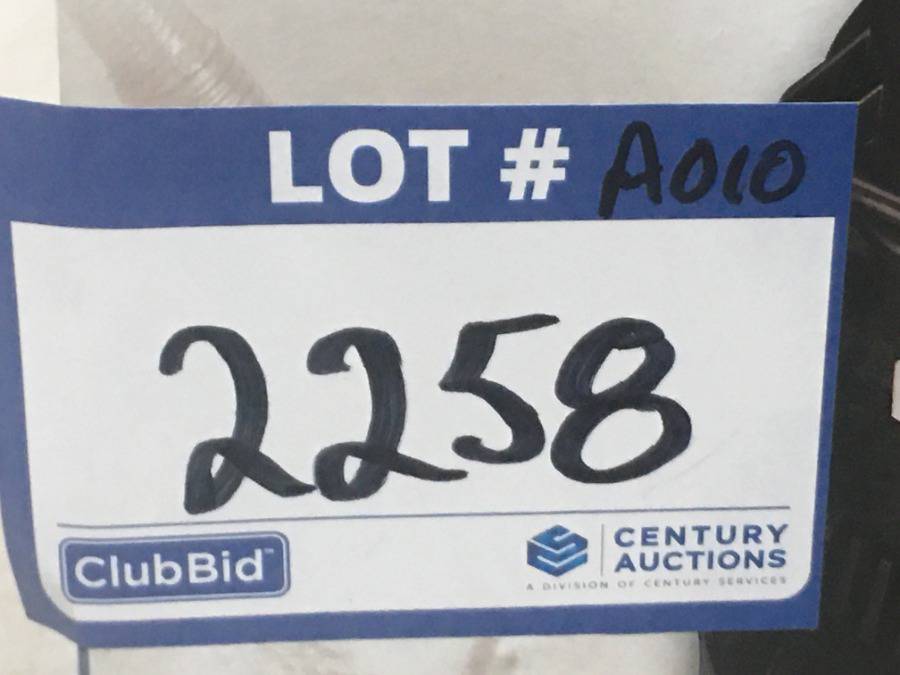 LOT # A010
2258
ClubBid™
CENTURY
AUCTIONS
A DIVISION OF CENTURY SERVICES